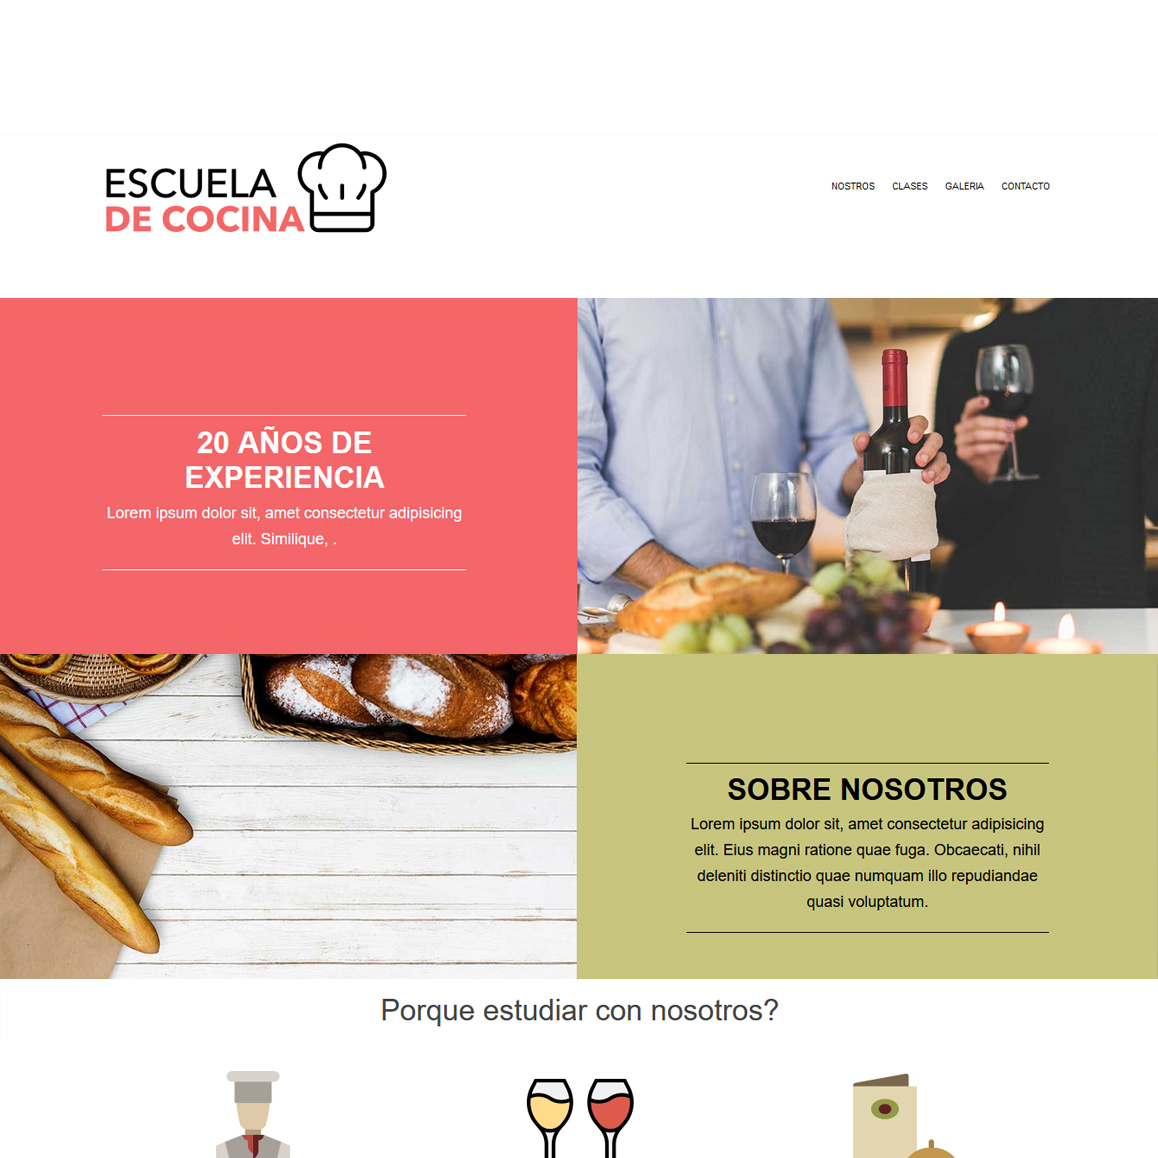 ESCUELA
DE COCINA
NOSTROS CLASES GALERIA CONTACTO
20 AÑOS DE
EXPERIENCIA
Lorem ipsum dolor sit, amet consectetur adipisicing
elit. Similique, .
SOBRE NOSOTROS
Lorem ipsum dolor sit, amet consectetur adipisicing
elit. Eius magni ratione quae fuga. Obcaecati, nihil
deleniti distinctio quae numquam illo repudiandae
quasi voluptatum.
Porque estudiar con nosotros?